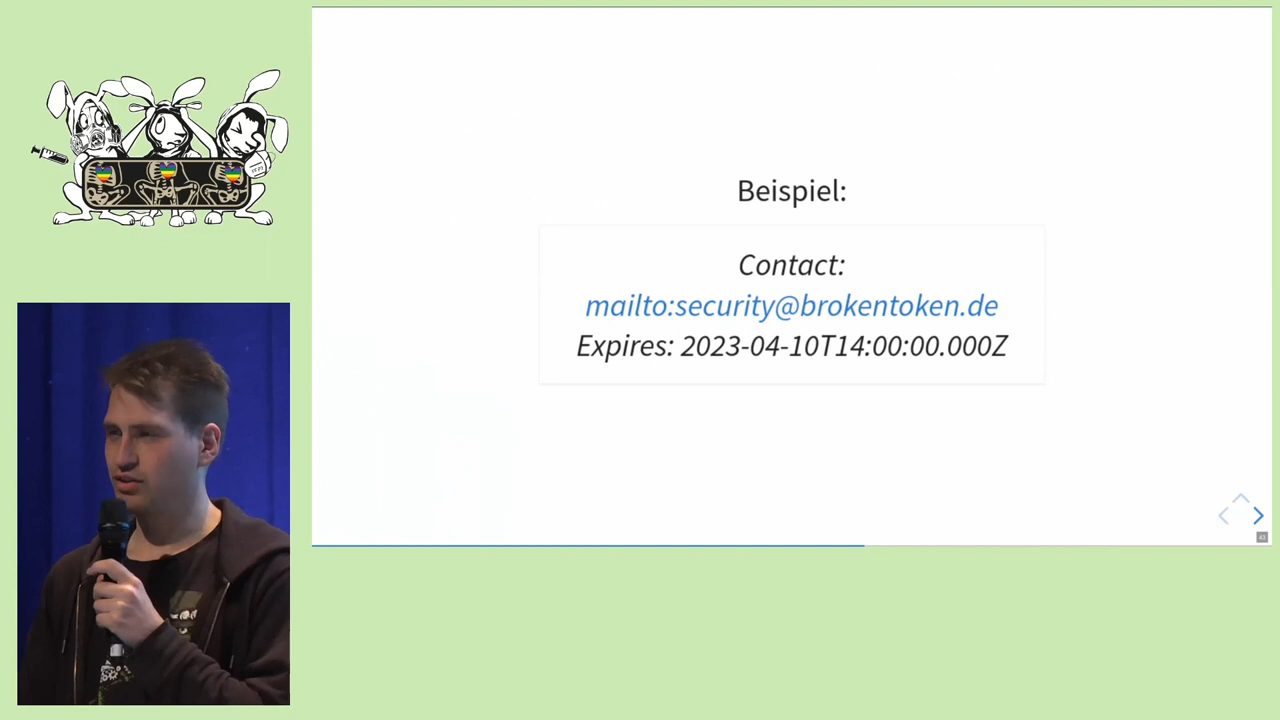 Beispiel:
Contact:
mailto:security@brokentoken.de
Expires: 2023-04-10T14:00:00.000Z